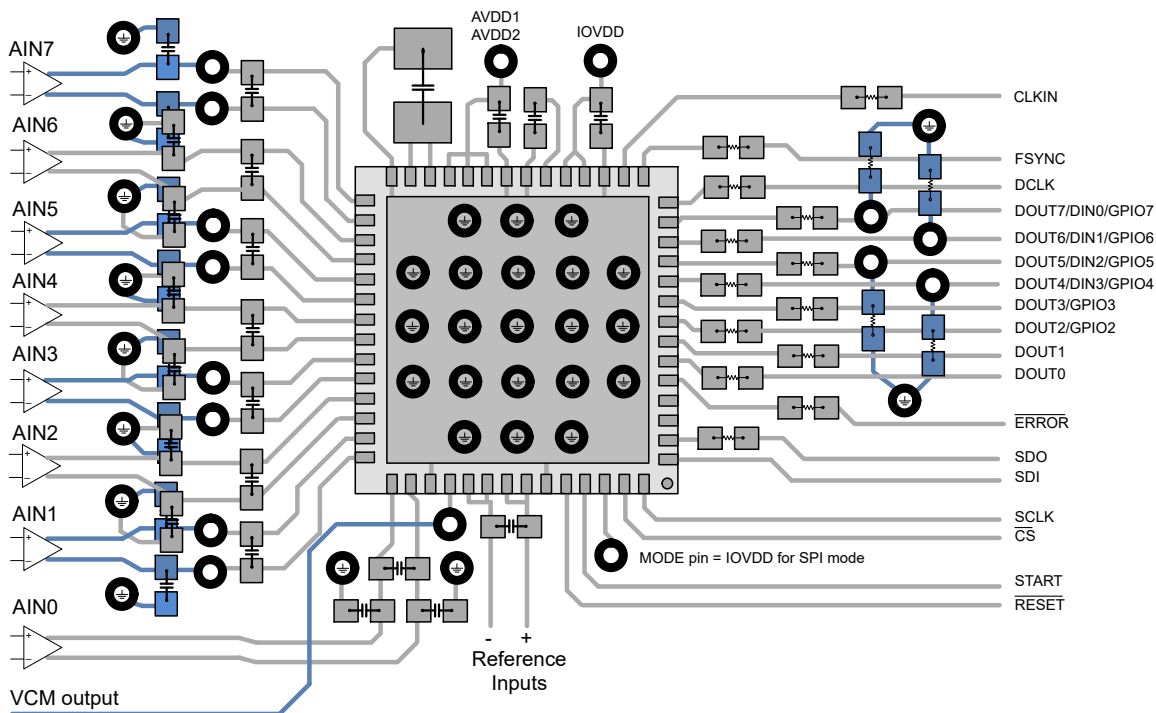 AVDD1
AVDD2
IOVDD
AIN7
AIN6
AIN5
AIN4
AIN3
AIN2
AIN1
AIN0
VCM output
CLKIN
FSYNC
DCLK
DOUT7/DIN0/GPIO7
DOUT6/DIN1/GPIO6
DOUT5/DIN2/GPIO5
DOUT4/DIN3/GPIO4
DOUT3/GPIO3
DOUT2/GPIO2
DOUT1
DOUT0
ERROR
SDO
SDI
SCLK
CS
MODE pin = IOVDD for SPI mode
START
RESET
- +
Reference
Inputs